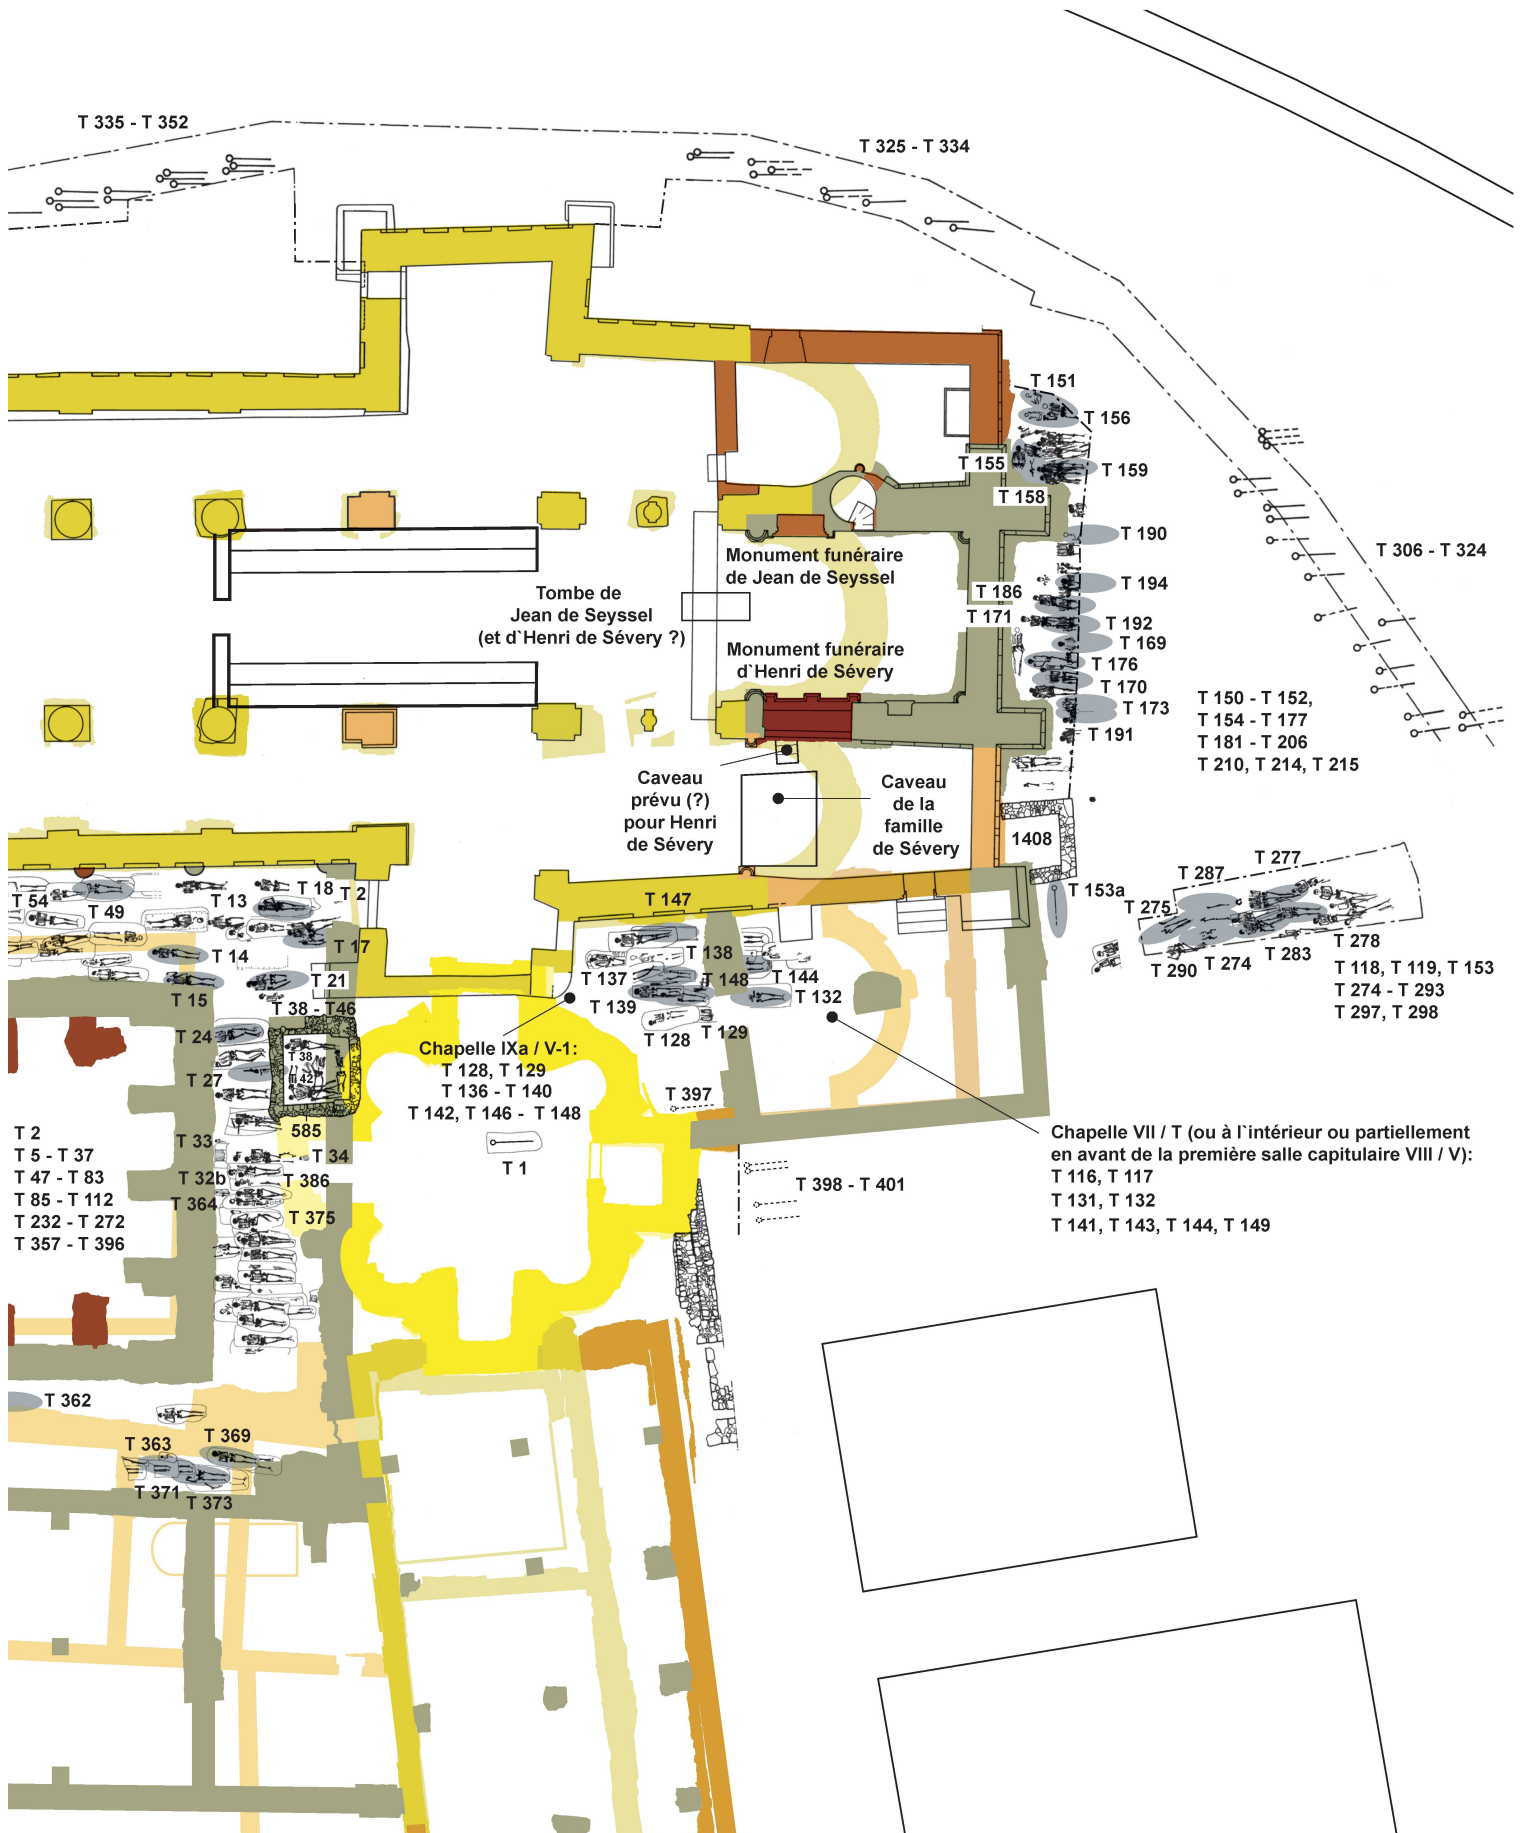 T 335 - T 352
T 325 - T 334
T 151
T 156
T 155
T 159
T 158
T 190
T 306 - T 324
Monument funéraire
de Jean de Seyssel
T 194
T 186
Tombe de
Jean de Seyssel
(et d`Henri de Sévery ?)
T 171
T 192
T 169
Monument funéraire
d`Henri de Sévery
T 176
T 170
T 173
T 191
T 150 - T 152,
T 154 - T 177
T 181 - T 206
T 210, T 214, T 215
Caveau
prévu (?)
pour Henri
de Sévery
Caveau
de la
famille
de Sévery
1408
T 277
T 287
T 153a
T 275
T 278
T 283
T 274
T 290
T 118, T 119, T 153
T 274 - T 293
T 297, T 298
T 54
T 49
T 13
T 18
T 2
T 147
T 14
T 17
T 138
T 137
T 148
T 144
T 15
T 21
T 139
T 132
T 38 - T46
T 24
T 128
T 129
T 38
T 42
T 27
Chapelle IXa / V-1:
T 128, T 129
T 136 - T 140
T 142, T 146 - T 148
T 397
585
T 33
T 34
T 1
T 2
T 5 - T 37
T 47 - T 83
T 85 - T 112
T 232 - T 272
T 357 - T 396
T 32b
T 386
T 364
T 375
T 398 - T 401
Chapelle VII / T (ou à l`intérieur ou partiellement
en avant de la première salle capitulaire VIII / V):
T 116, T 117
T 131, T 132
T 141, T 143, T 144, T 149
T 362
T 363
T 369
T 371
T 373